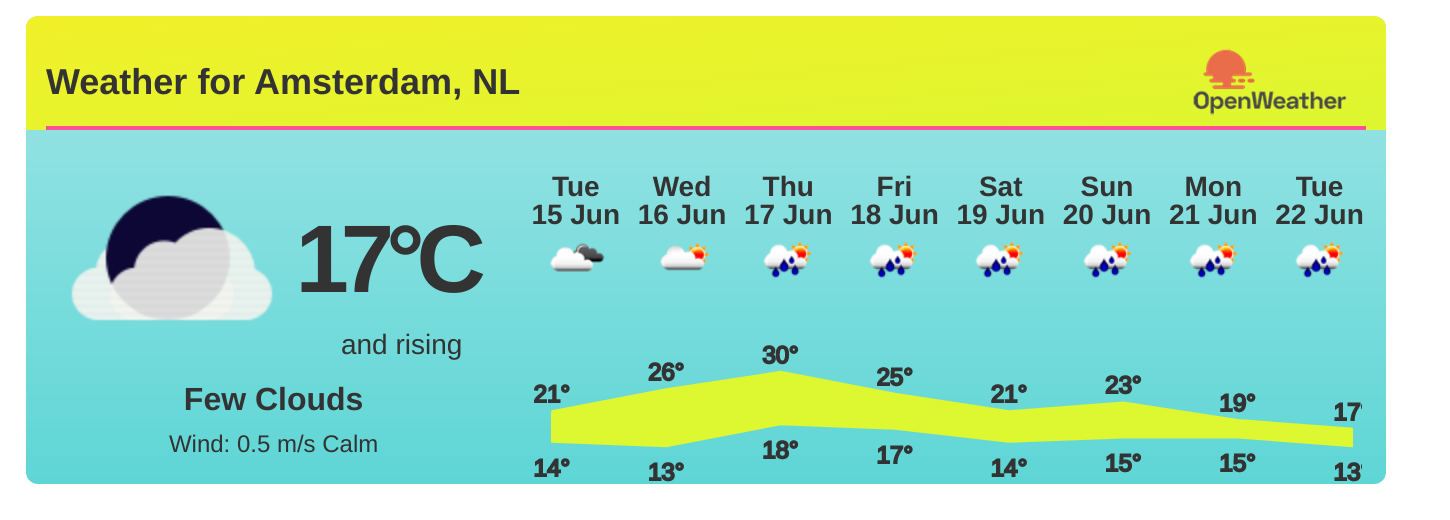 Weather for Amsterdam, NL
OpenWeather
17°C
and rising
Few Clouds
Wind: 0.5 m/s Calm
Tue Wed Thu Fri Sat Sun Mon Tue
15 Jun 16 Jun 17 Jun 18 Jun 19 Jun 20 Jun 21 Jun 22 Jun
21° 26° 30° 25° 21° 23° 19° 17°
14° 13° 18° 17° 14° 15° 15° 13°